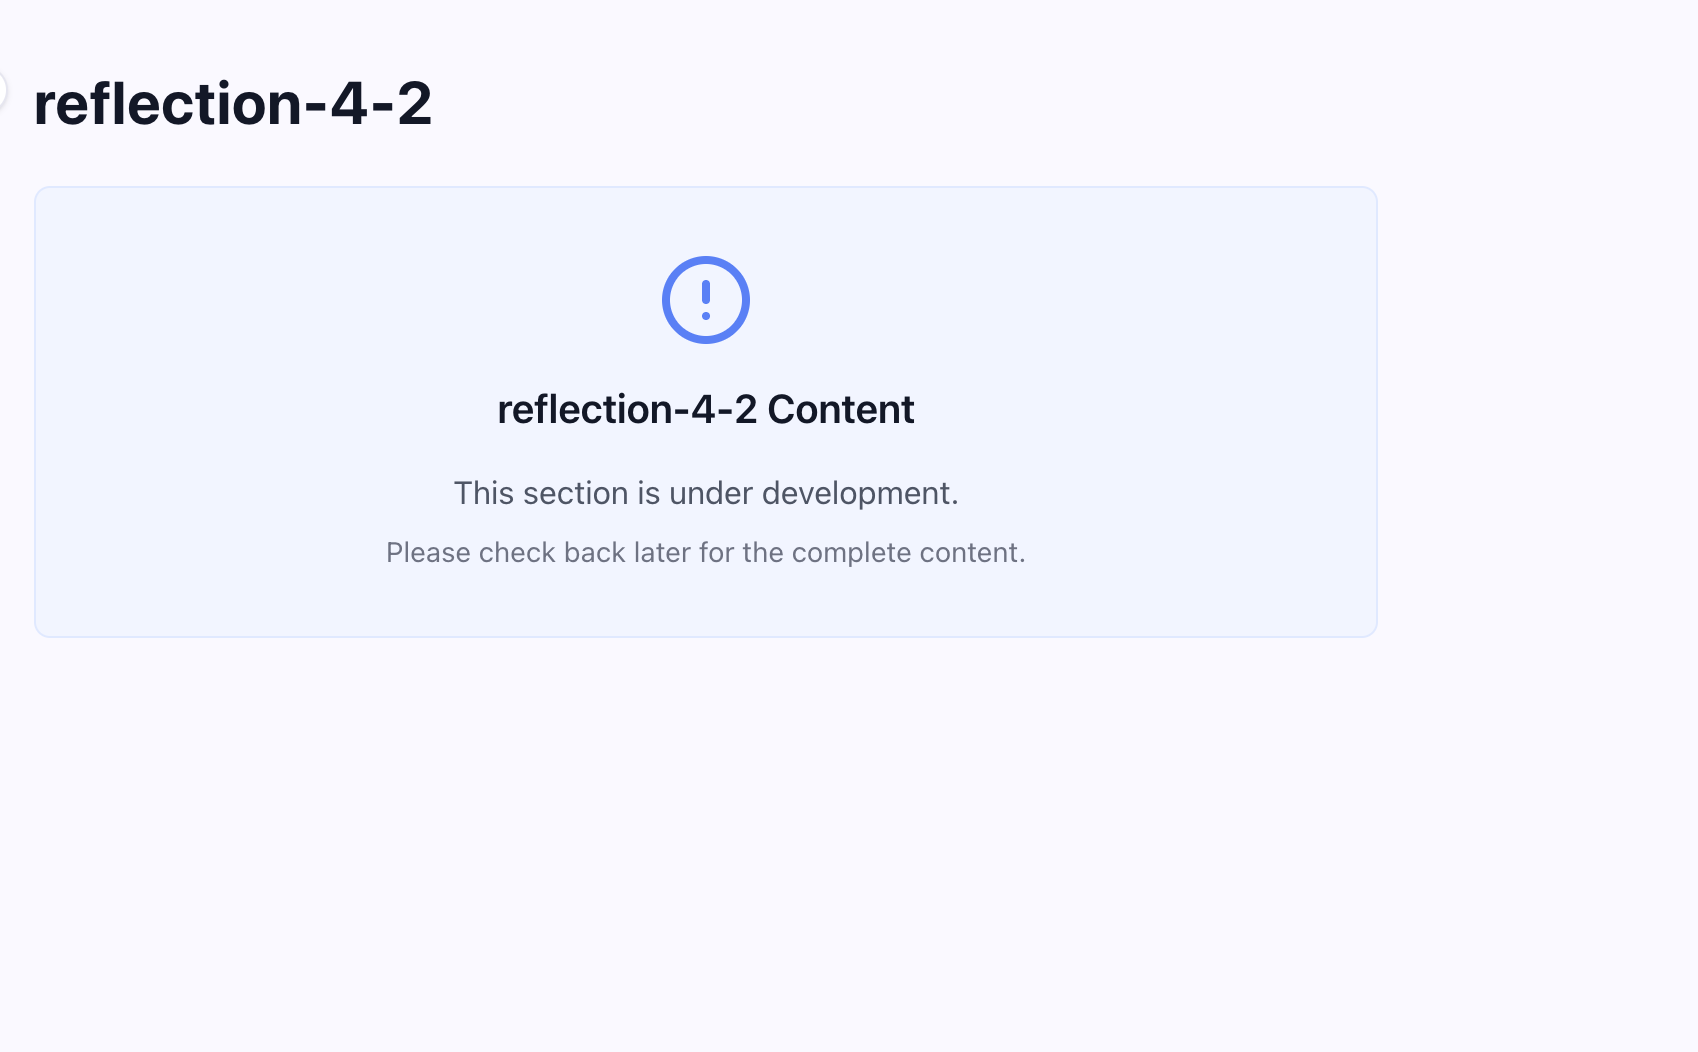 reflection-4-2
reflection-4-2 Content
This section is under development.
Please check back later for the complete content.